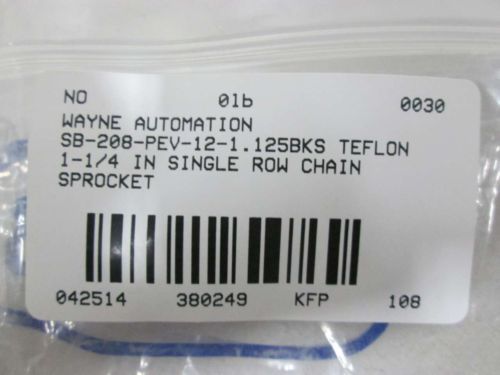 NO 01b 0030
WAYNE AUTOMATION
SB-208-PEV-12-1.125BKS TEFLON
1-1/4 IN SINGLE ROW CHAIN
SPROCKET
042514 380249 KFP 108